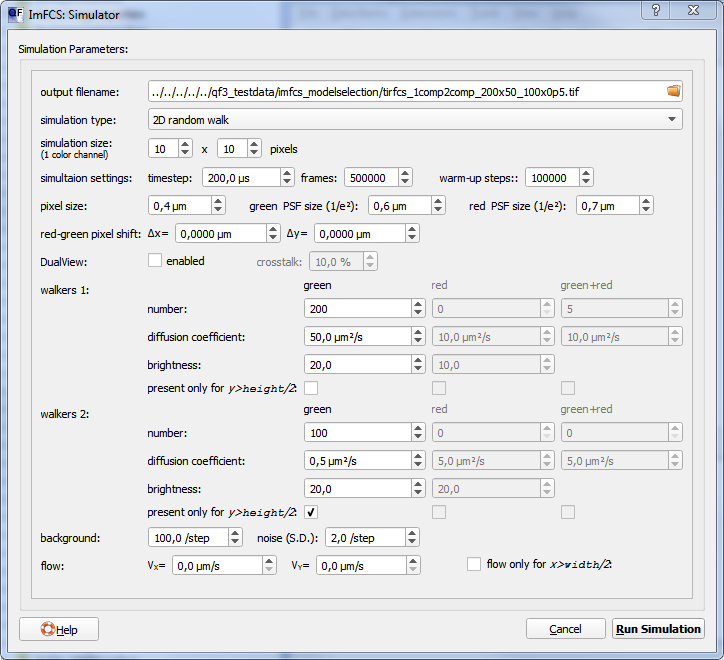 QF ImFCS: Simulator ?
Simulation Parameters:
output filename: ../../../../../qf3_testdata/imfcs_modelselection/tirfcs_1comp2comp_200x50_100x0p5.tif
simulation type: 2D random walk
simulation size: 10 x 10 pixels
(1 color channel)
simultaion settings: timestep: 200,0 µs frames: 500000 warm-up steps:: 100000
pixel size: 0,4 µm green PSF size (1/e²): 0,6 µm red PSF size (1/e²): 0,7 µm
red-green pixel shift: Δx= 0,0000 µm Δy= 0,0000 µm
DualView: enabled crosstalk: 10,0 %
walkers 1: green red green+red
number: 200 0 5
diffusion coefficient: 50,0 µm²/s 10,0 µm²/s 10,0 µm²/s
brightness: 20,0 10,0
present only for y>height/2:
walkers 2: green red green+red
number: 100 0 0
diffusion coefficient: 0,5 µm²/s 5,0 µm²/s 5,0 µm²/s
brightness: 20,0 20,0
present only for y>height/2:
background: 100,0 /step noise (S.D.): 2,0 /step
flow: Vx= 0,0 µm/s Vy= 0,0 µm/s flow only for x>width/2:
Help Cancel Run Simulation